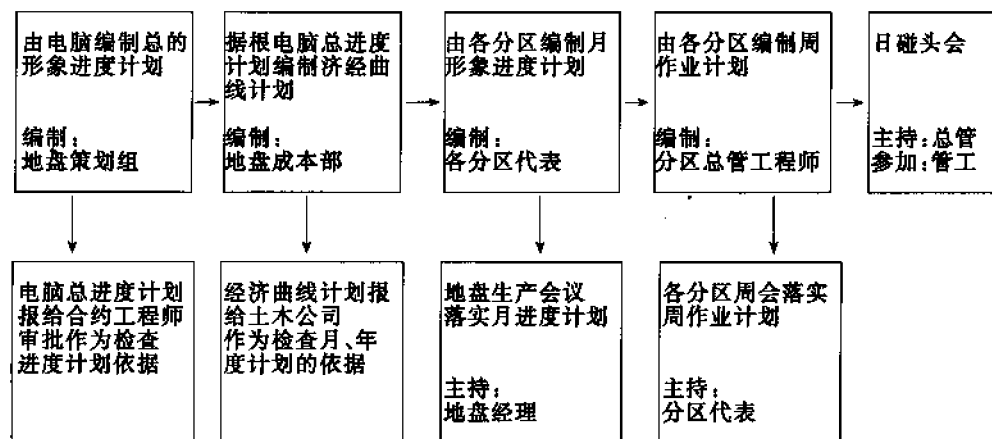 由电脑编制总的
形象进度计划
编制：
地盘策划组
据根电脑总进度
计划编制济经曲
线计划
编制：
地盘成本部
由各分区编制月
形象进度计划
编制：
各分区代表
由各分区编制周
作业计划
编制：
分区总管工程师
日碰头会
主持：总管
参加：管工
电脑总进度计划
报给合约工程师
审批作为检查
进度计划依据
经济曲线计划报
给土木公司
作为检查月、年
度计划的依据
地盘生产会议
落实月进度计划
主持：
地盘经理
各分区周会落实
周作业计划
主持：
分区代表